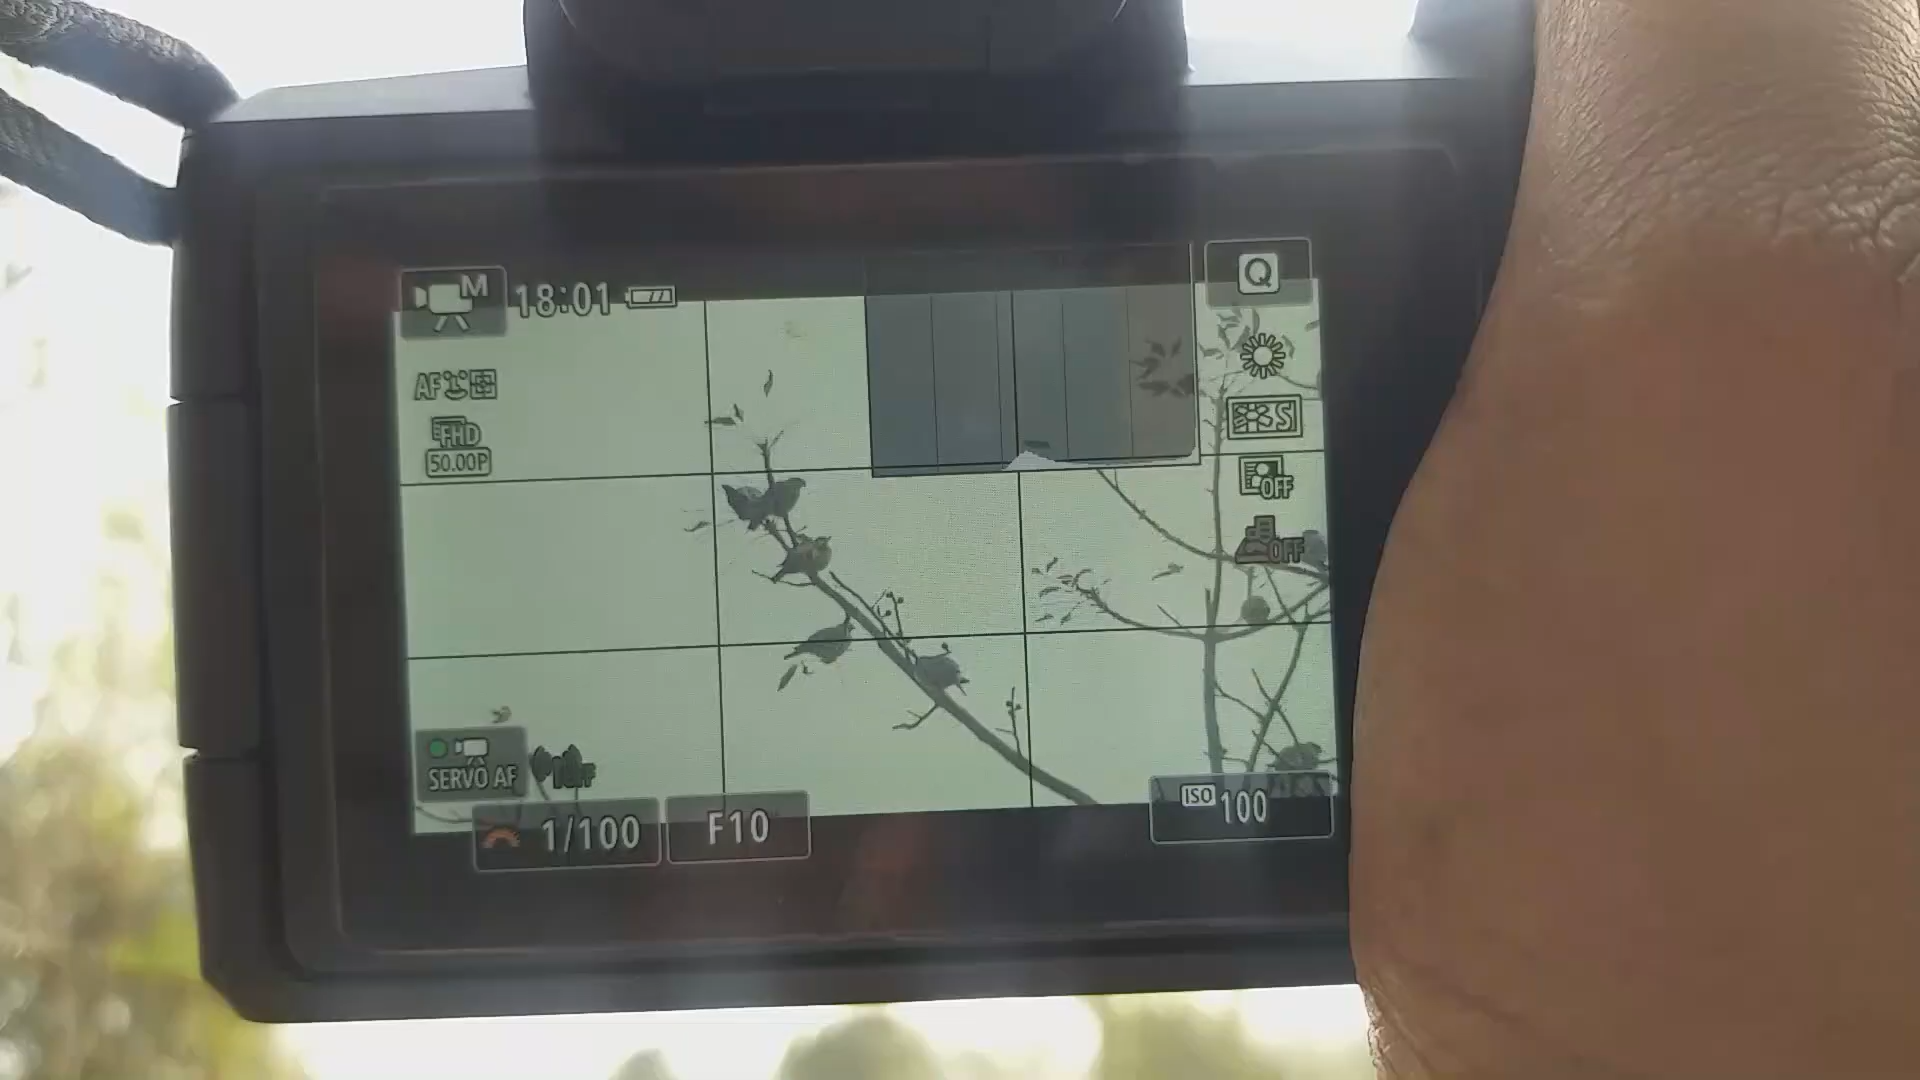 M
18:01
Q
AF
FHD
50.00P
S
OFF
OFF
SERVO AF
OFF
1/100
F10
ISO 100